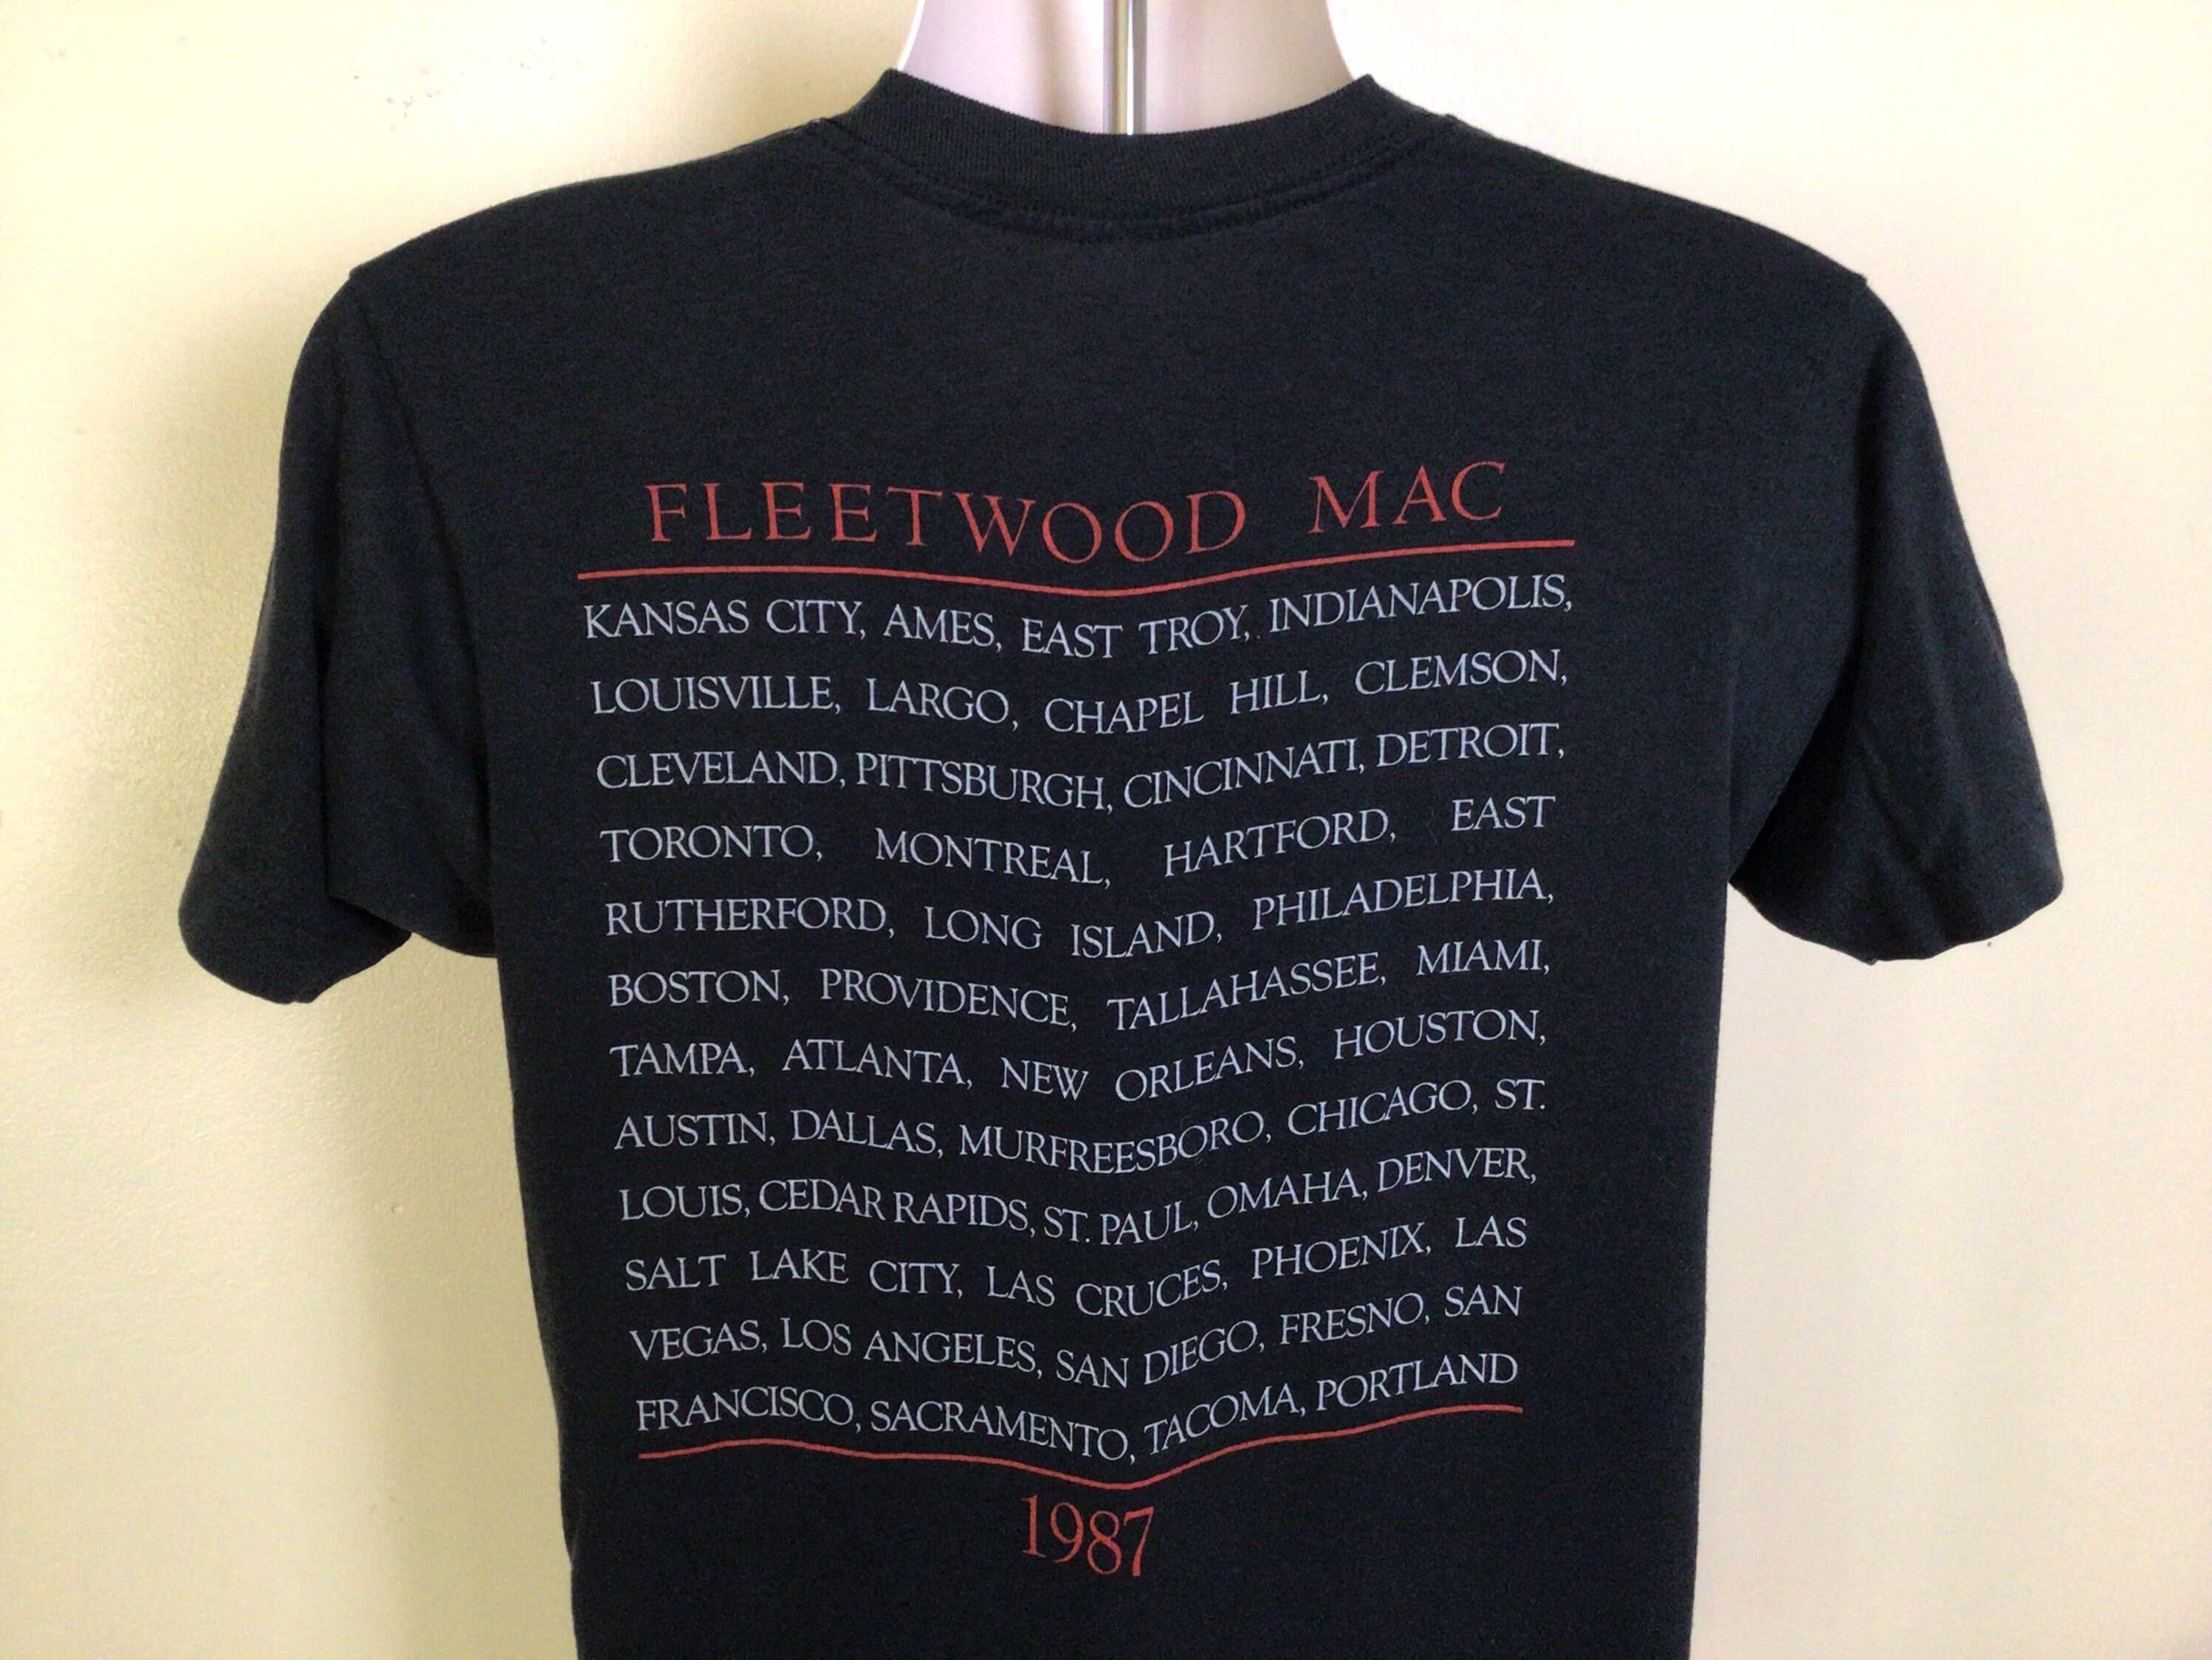 FLEETWOOD MAC
KANSAS CITY, AMES, EAST TROY, INDIANAPOLIS,
LOUISVILLE, LARGO, CHAPEL HILL, CLEMSON,
CLEVELAND, PITTSBURGH, CINCINNATI, DETROIT,
TORONTO, MONTREAL, HARTFORD, EAST
RUTHERFORD, LONG ISLAND, PHILADELPHIA,
BOSTON, PROVIDENCE, TALLAHASSEE, MIAMI,
TAMPA, ATLANTA, NEW ORLEANS, HOUSTON,
AUSTIN, DALLAS, MURFREESBORO, CHICAGO, ST.
LOUIS, CEDAR RAPIDS, ST. PAUL, OMAHA, DENVER,
SALT LAKE CITY, LAS CRUCES, PHOENIX, LAS
VEGAS, LOS ANGELES, SAN DIEGO, FRESNO, SAN
FRANCISCO, SACRAMENTO, TACOMA, PORTLAND
1987